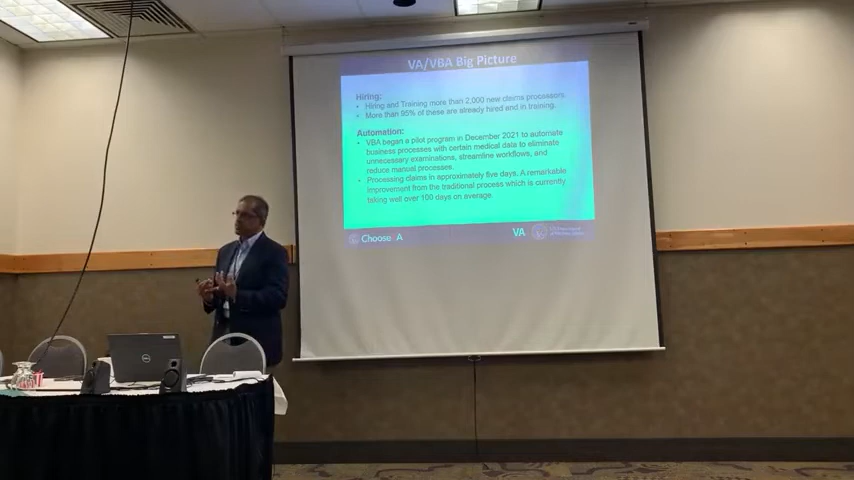 VA/VBA Big Picture
Hiring:
• Hiring and Training more than 2,000 new claims processors.
• More than 95% of these are already hired and in training.
Automation:
• VBA began a pilot program in December 2021 to automate
business processes with certain medical data to eliminate
unnecessary examinations, streamline workflows, and
reduce manual processes.
• Processing claims in approximately five days. A remarkable
improvement from the traditional process which is currently
taking well over 100 days on average.
Choose VA
VA
DELL